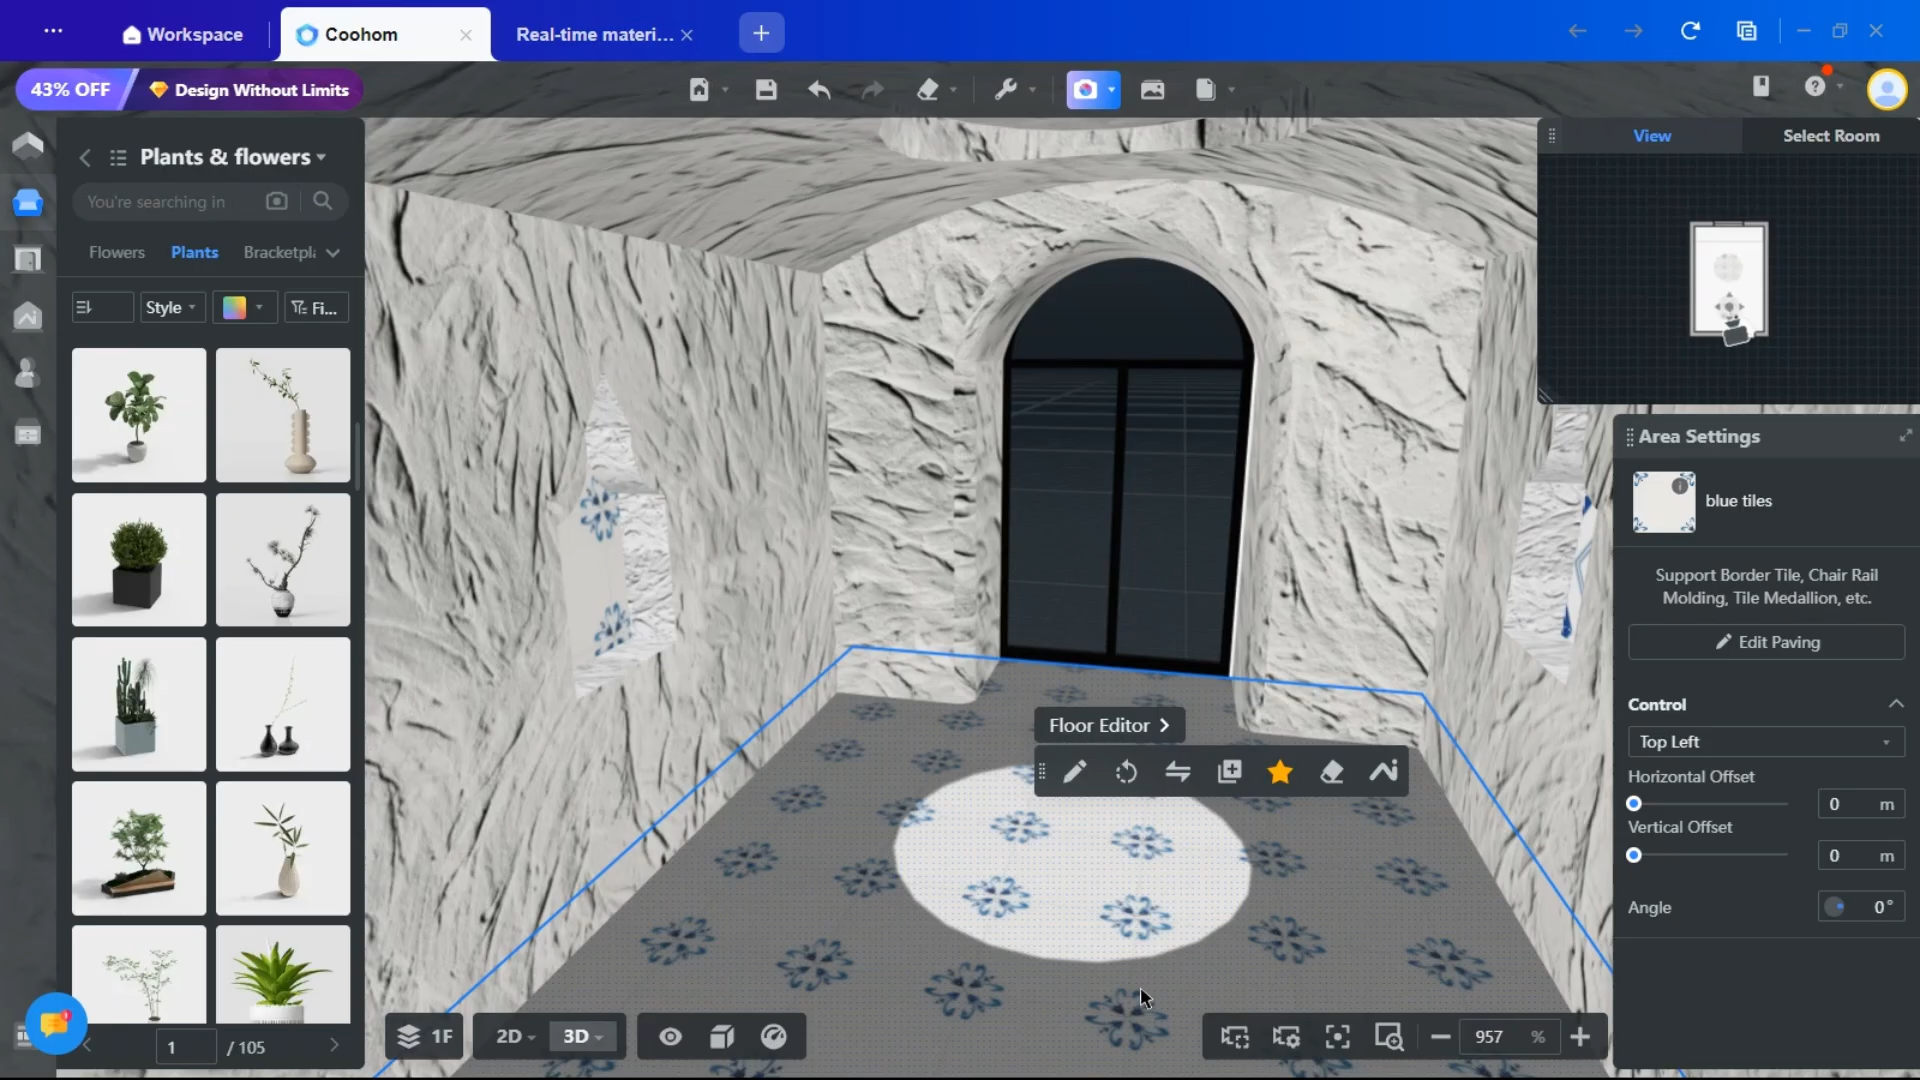 Workspace
Coohom
Real-time materi...
43% OFF
Design Without Limits
Plants & flowers
You're searching in
Flowers
Plants
Bracketpla
Style
Fi...
1
/ 105
View
Select Room
Area Settings
blue tiles
Support Border Tile, Chair Rail
Molding, Tile Medallion, etc.
Edit Paving
Control
Top Left
Horizontal Offset
0 m
Vertical Offset
0 m
Angle
0°
Floor Editor
1F
2D
3D
957 %